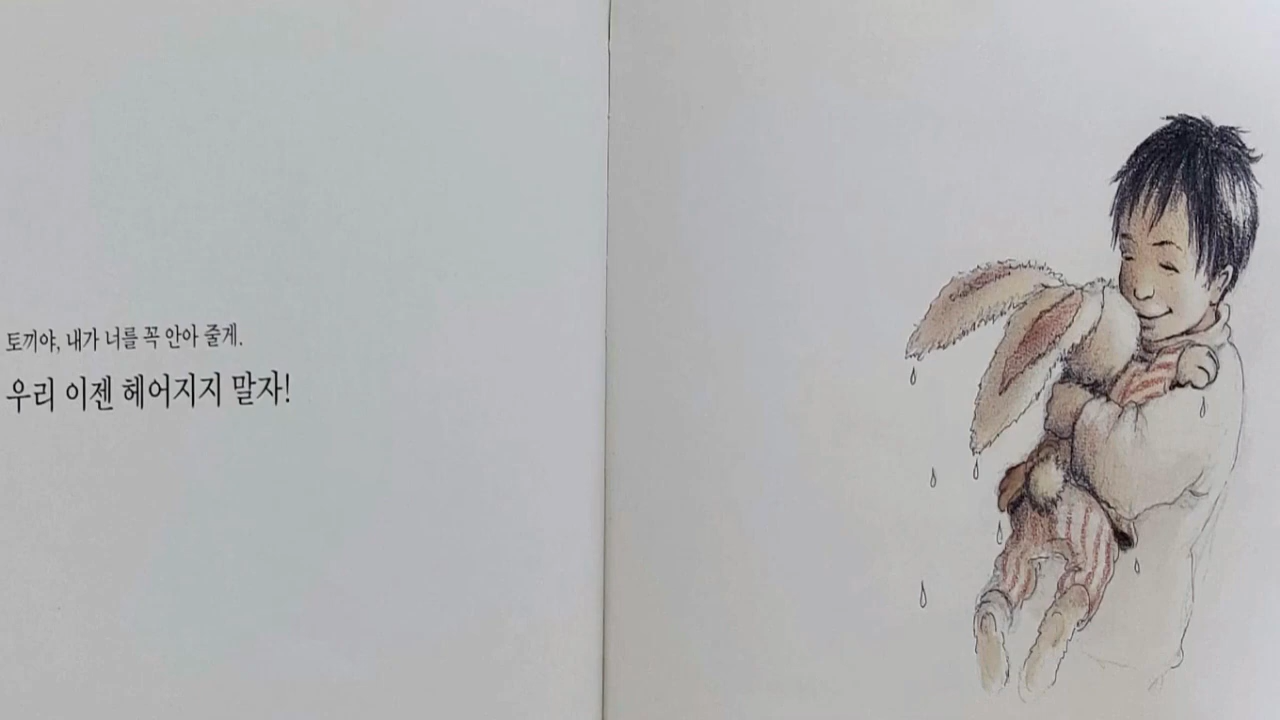 토끼야, 내가 너를 꼭 안아 줄게.
우리 이젠 헤어지지 말자!